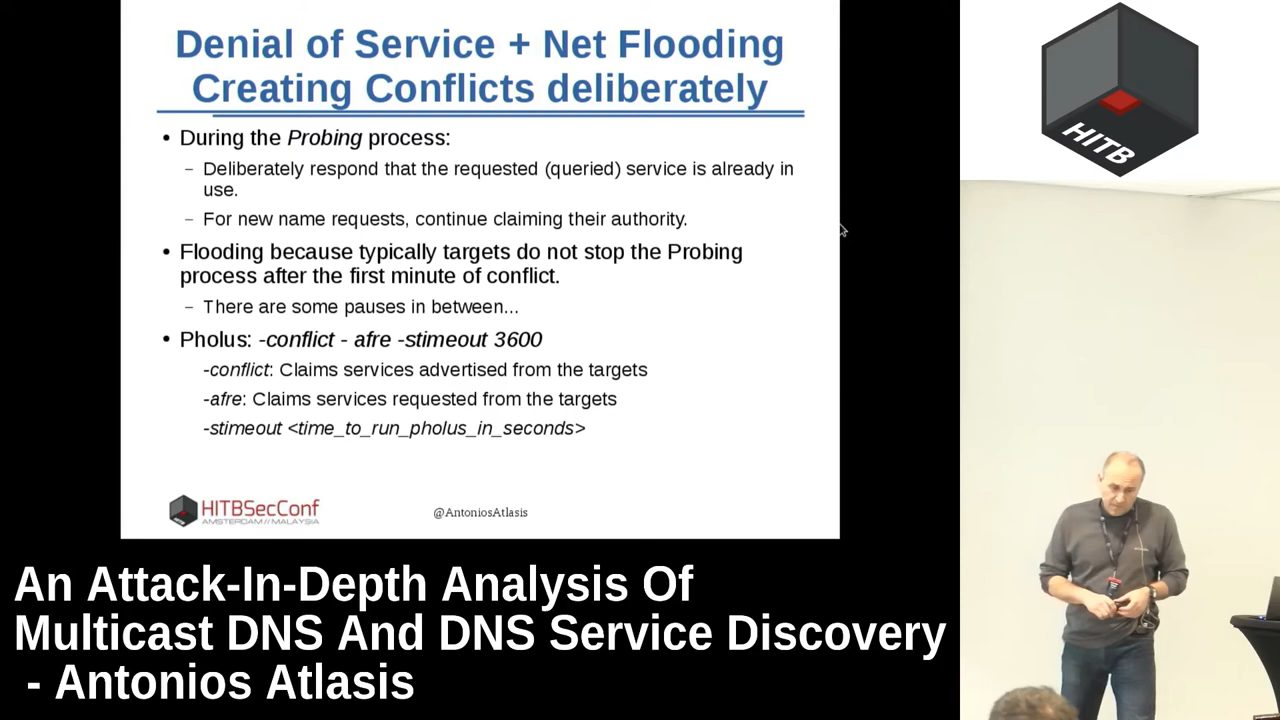 Denial of Service + Net Flooding
Creating Conflicts deliberately
• During the Probing process:
– Deliberately respond that the requested (queried) service is already in
use.
– For new name requests, continue claiming their authority.
• Flooding because typically targets do not stop the Probing
process after the first minute of conflict.
– There are some pauses in between...
• Pholus: -conflict - afre -stimeout 3600
-conflict: Claims services advertised from the targets
-afre: Claims services requested from the targets
-stimeout <time_to_run_pholus_in_seconds>
HITBSecConf
AMSTERDAM // MALAYSIA
@AntoniosAtlasis
HITB
An Attack-In-Depth Analysis Of
Multicast DNS And DNS Service Discovery
- Antonios Atlasis